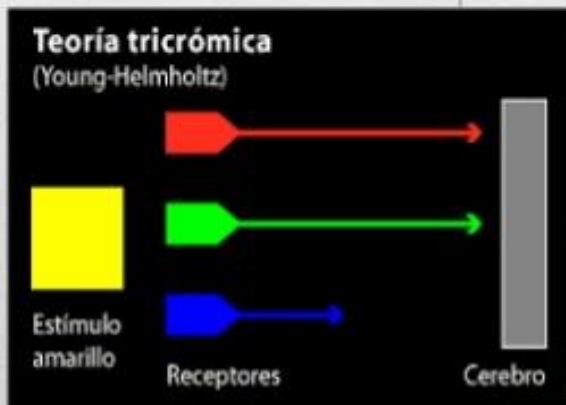 Teoría tricrómica
(Young-Helmholtz)
Estímulo
amarillo
Receptores
Cerebro